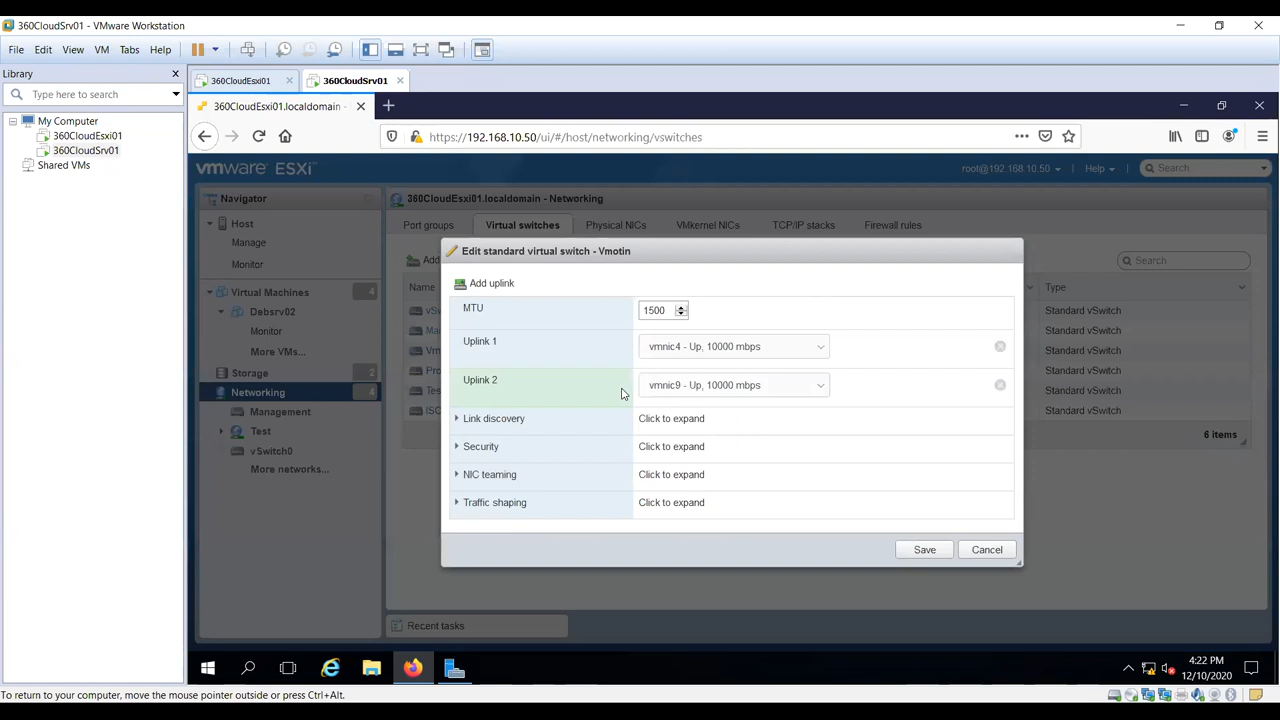 360CloudSrv01 - VMware Workstation
File Edit View VM Tabs Help
Library
Type here to search
My Computer
360CloudEsxi01
360CloudSrv01
Shared VMs
360CloudEsxi01
360CloudSrv01
360CloudEsxi01.localdomain -
https://192.168.10.50/ui/#/host/networking/vswitches
vmware ESXi™
root@192.168.10.50
Help
Search
Navigator
Host
Manage
Monitor
Virtual Machines 4
Debsrv02
Monitor
More VMs...
Storage 4
Networking 4
Management
Test
vSwitch0
More networks...
360CloudEsxi01.localdomain - Networking
Port groups Virtual switches Physical NICs VMkernel NICs TCP/IP stacks Firewall rules
Add
Search
Name
Type
Standard vSwitch
Standard vSwitch
Standard vSwitch
Standard vSwitch
Standard vSwitch
Standard vSwitch
6 items
Edit standard virtual switch - Vmotin
Add uplink
MTU 1500
Uplink 1 vmnic4 - Up, 10000 mbps
Uplink 2 vmnic9 - Up, 10000 mbps
Link discovery Click to expand
Security Click to expand
NIC teaming Click to expand
Traffic shaping Click to expand
Save Cancel
Recent tasks
4:22 PM
12/10/2020
To return to your computer, move the mouse pointer outside or press Ctrl+Alt.